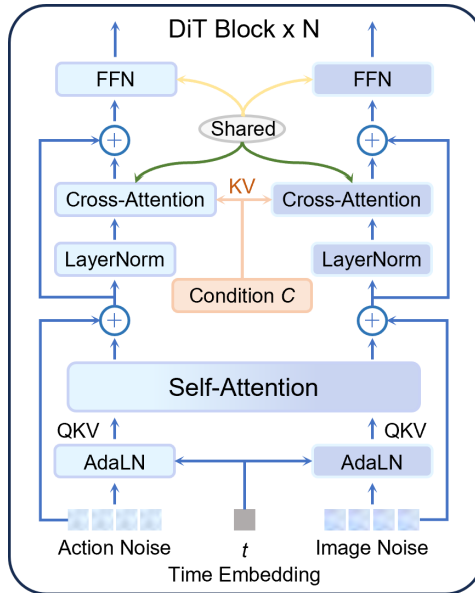 DiT Block x N
FFN
FFN
Shared
+
+
Cross-Attention
KV
Cross-Attention
LayerNorm
LayerNorm
Condition C
+
+
Self-Attention
QKV
QKV
AdaLN
AdaLN
Action Noise
t
Image Noise
Time Embedding